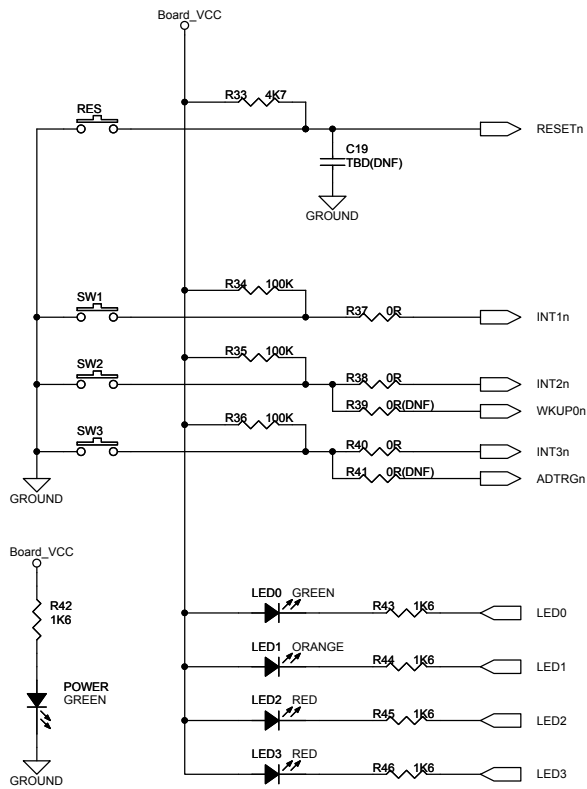 Board_VCC
R33 4K7
RES
RESETn
C19
TBD(DNF)
GROUND
R34 100K
SW1
R37 0R
INT1n
R35 100K
SW2
R38 0R
INT2n
R39 0R(DNF)
WKUP0n
R36 100K
SW3
R40 0R
INT3n
R41 0R(DNF)
ADTRGn
GROUND
Board_VCC
R42
1K6
POWER
GREEN
GROUND
LED0 GREEN
R43 1K6
LED0
LED1 ORANGE
R44 1K6
LED1
LED2 RED
R45 1K6
LED2
LED3 RED
R46 1K6
LED3